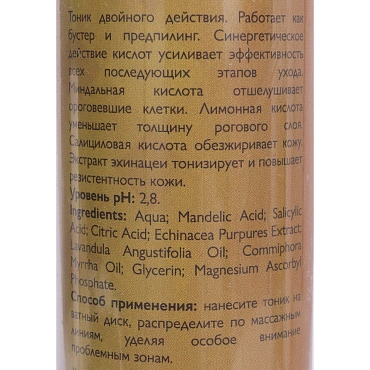 Тоник двойного действия. Работает как
бустер и предпилинг. Синергетическое
действие кислот усиливает эффективность
всех последующих этапов ухода.
Миндальная кислота отшелушивает
ороговевшие клетки. Лимонная кислота
уменьшает толщину рогового слоя.
Салициловая кислота обезжиривает кожу.
Экстракт эхинацеи тонизирует и повышает
резистентность кожи.
Уровень pH: 2,8.
Ingredients: Aqua; Mandelic Acid; Salicylic
Acid; Citric Acid; Echinacea Purpures Extract;
Lavandula Angustifolia Oil; Commiphora
Myrrha Oil; Glycerin; Magnesium Ascorbyl
Phosphate.
Способ применения: нанесите тоник на
ватный диск, распределите по массажным
линиям, уделяя особое внимание
проблемным зонам.